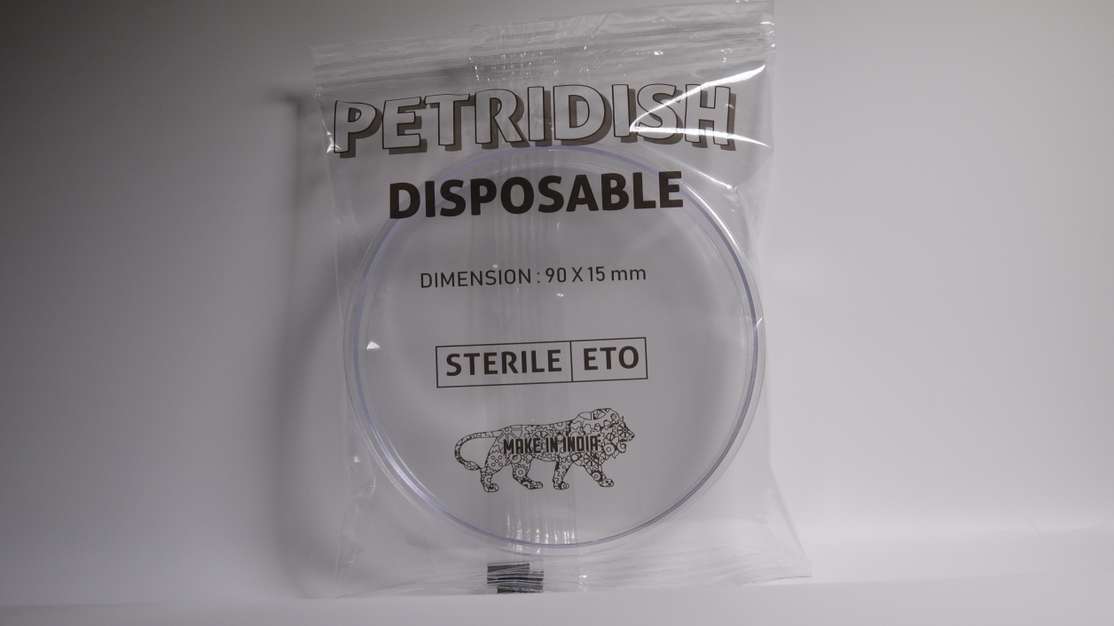 PETRIDISH
DISPOSABLE
DIMENSION : 90 X 15 mm
STERILE ETO
MAKE IN INDIA